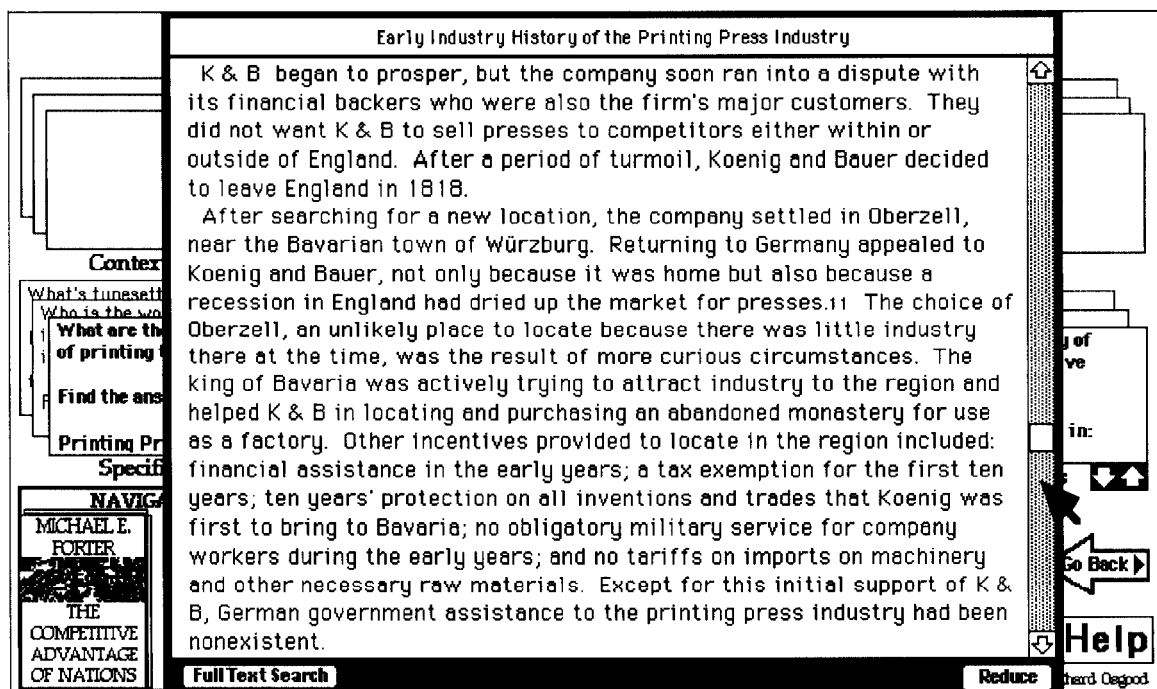 Early Industry History of the Printing Press Industry
K & B began to prosper, but the company soon ran into a dispute with
its financial backers who were also the firm's major customers. They
did not want K & B to sell presses to competitors either within or
outside of England. After a period of turmoil, Koenig and Bauer decided
to leave England in 1818.
After searching for a new location, the company settled in Oberzell,
near the Bavarian town of Würzburg. Returning to Germany appealed to
Koenig and Bauer, not only because it was home but also because a
recession in England had dried up the market for presses.11 The choice of
Oberzell, an unlikely place to locate because there was little industry
there at the time, was the result of more curious circumstances. The
king of Bavaria was actively trying to attract industry to the region and
helped K & B in locating and purchasing an abandoned monastery for use
as a factory. Other incentives provided to locate in the region included:
financial assistance in the early years; a tax exemption for the first ten
years; ten years' protection on all inventions and trades that Koenig was
first to bring to Bavaria; no obligatory military service for company
workers during the early years; and no tariffs on imports on machinery
and other necessary raw materials. Except for this initial support of K &
B, German government assistance to the printing press industry had been
nonexistent.
Full Text Search
Reduce
Contex
What's tunesett
Who is the wo
What are th
of printing
Find the ans
Printing Pr
Specifi
NAVIGA
MICHAEL E.
PORTER
THE
COMPETITIVE
ADVANTAGE
OF NATIONS
y of
ve
in:
Go Back
Help
hard Osgood